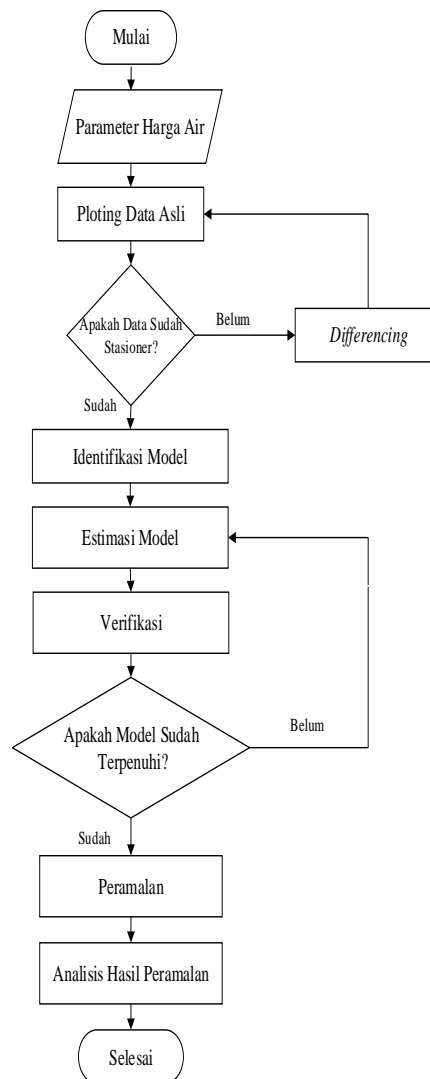 Mulai
Parameter Harga Air
Ploting Data Asli
Apakah Data Sudah
Stasioner?
Belum
Differencing
Sudah
Identifikasi Model
Estimasi Model
Verifikasi
Apakah Model Sudah
Terpenuhi?
Belum
Sudah
Peramalan
Analisis Hasil Peramalan
Selesai